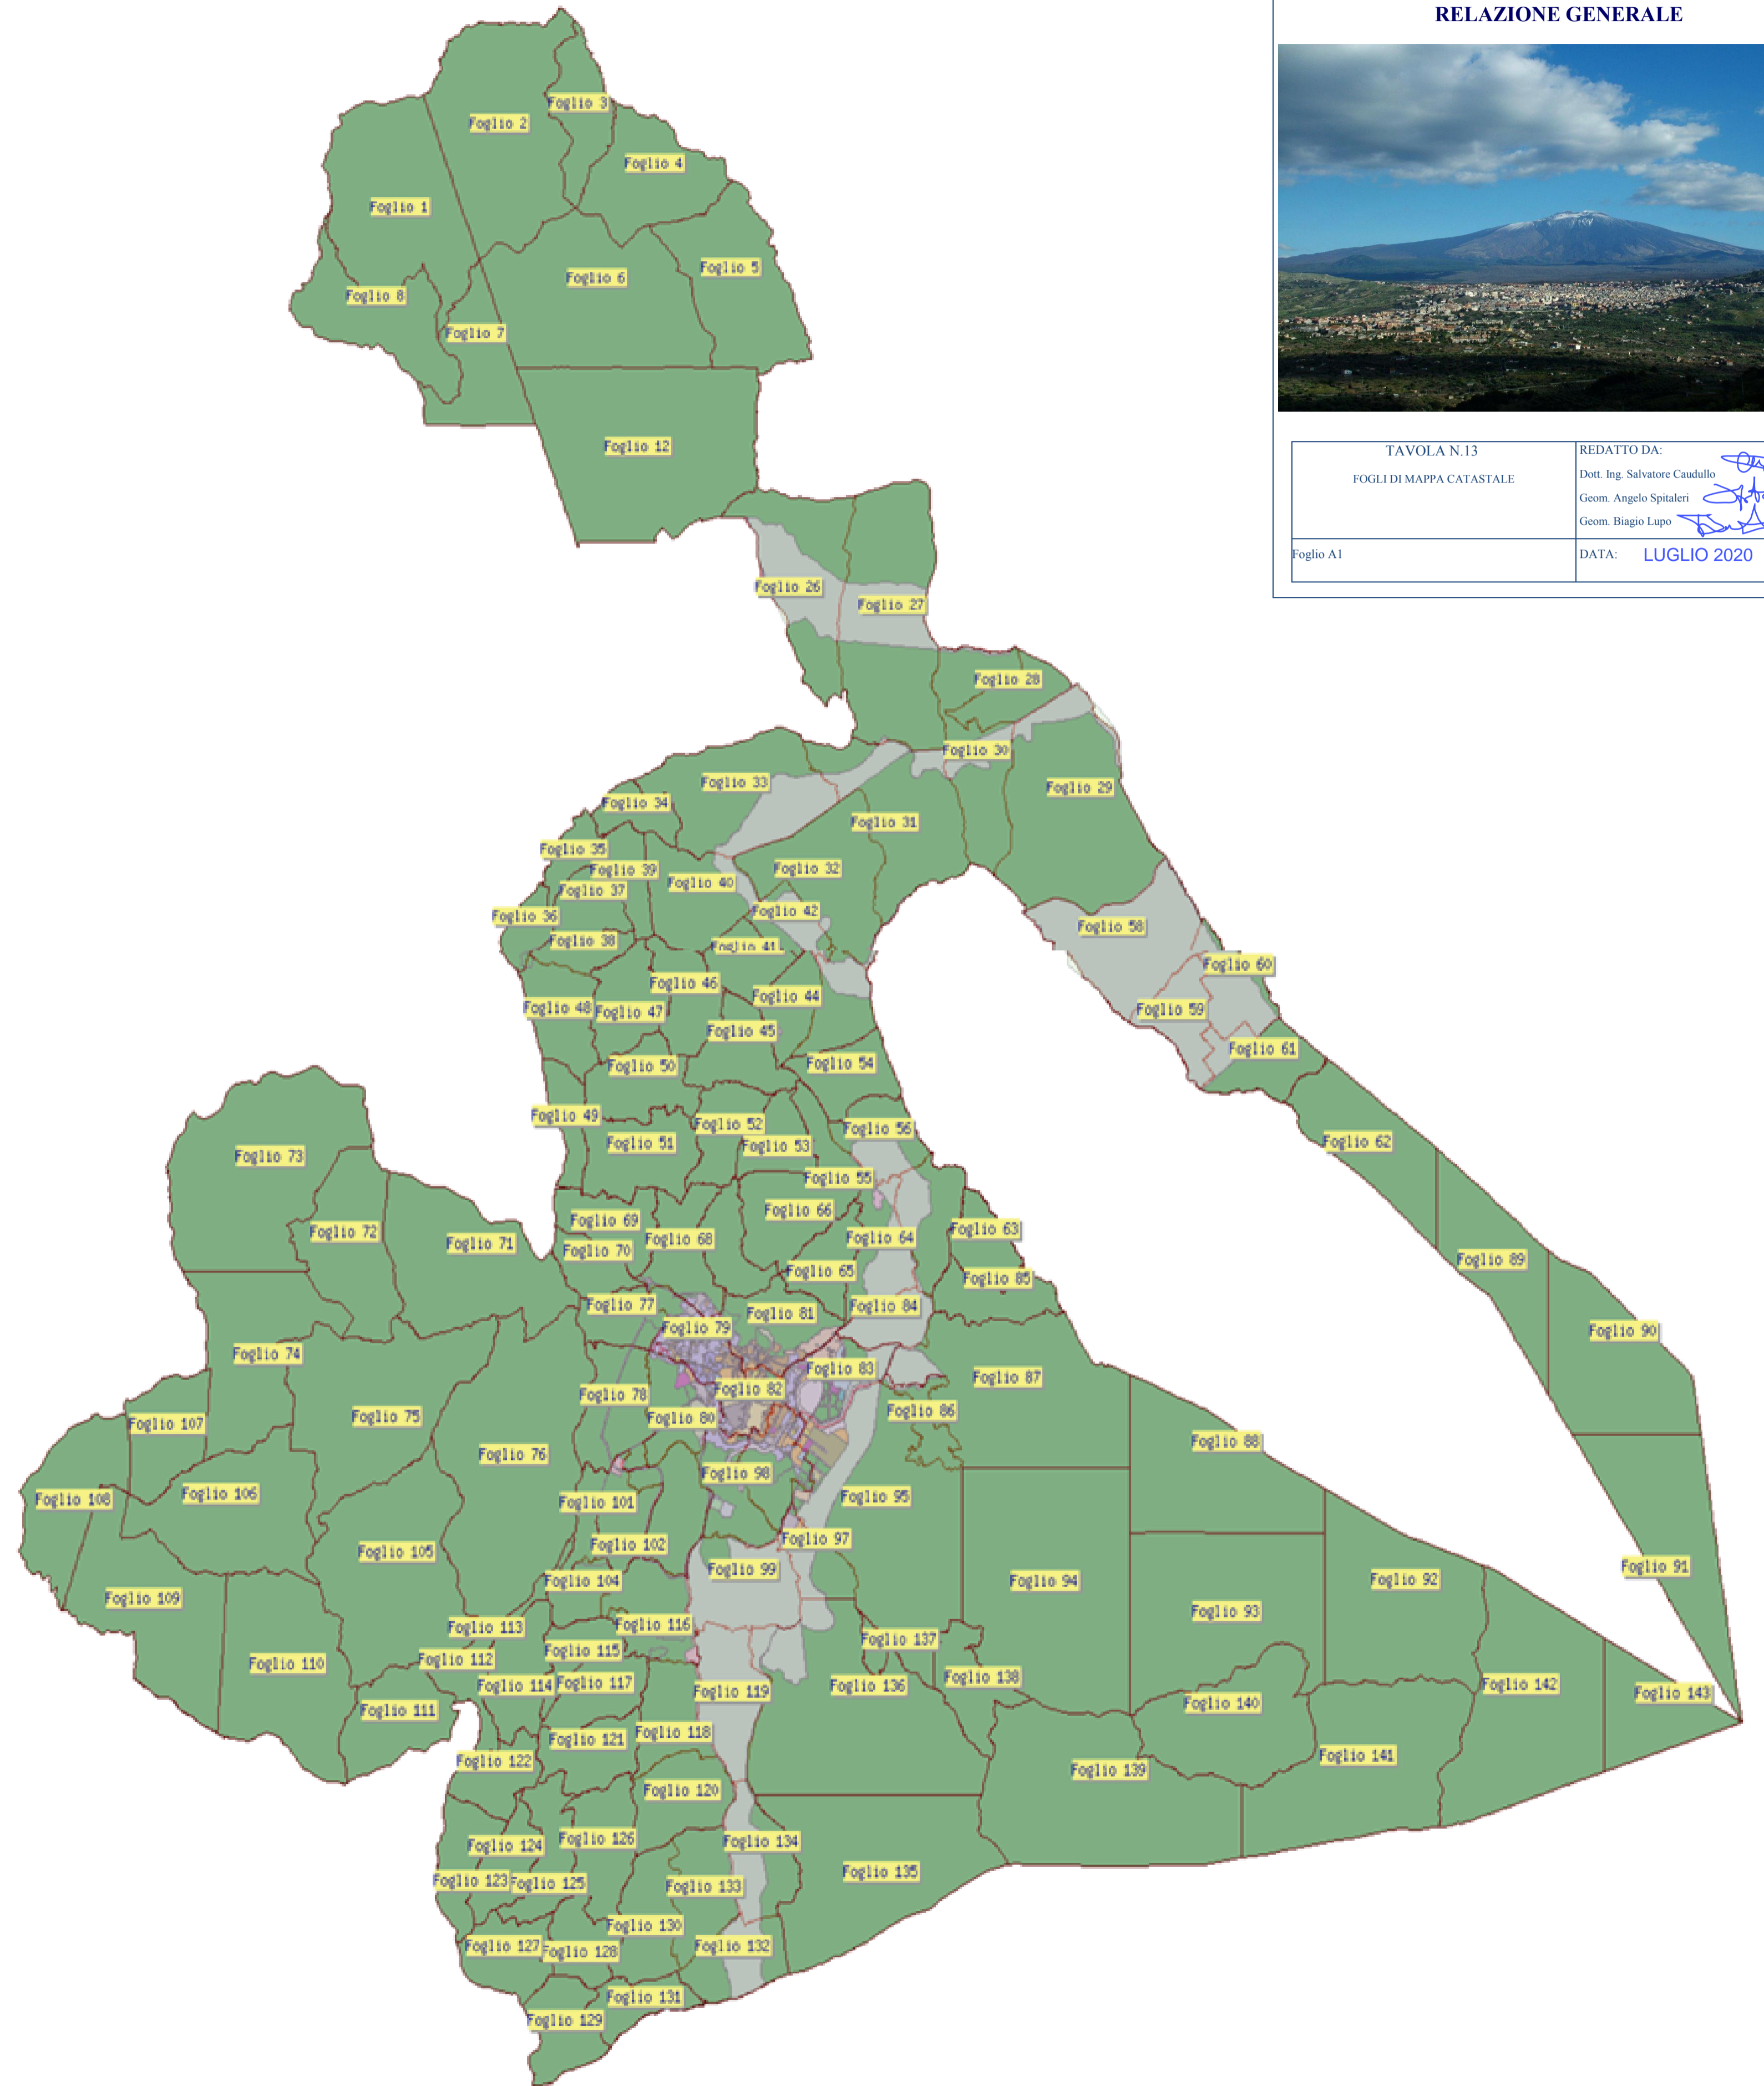 RELAZIONE GENERALE
TAVOLA N.13
FOGLI DI MAPPA CATASTALE
REDATTO DA:
Dott. Ing. Salvatore Caudullo
Geom. Angelo Spitaleri
Geom. Biagio Lupo
Foglio A1
DATA: LUGLIO 2020
Foglio 3
Foglio 2
Foglio 4
Foglio 1
Foglio 5
Foglio 6
Foglio 8
Foglio 7
Foglio 12
Foglio 26
Foglio 27
Foglio 28
Foglio 30
Foglio 33
Foglio 29
Foglio 34
Foglio 31
Foglio 35
Foglio 39
Foglio 32
Foglio 40
Foglio 37
Foglio 42
Foglio 36
Foglio 58
Foglio 38
Foglio 41
Foglio 60
Foglio 46
Foglio 44
Foglio 48
Foglio 47
Foglio 59
Foglio 45
Foglio 61
Foglio 54
Foglio 50
Foglio 49
Foglio 52
Foglio 56
Foglio 51
Foglio 53
Foglio 62
Foglio 73
Foglio 55
Foglio 66
Foglio 69
Foglio 63
Foglio 72
Foglio 64
Foglio 68
Foglio 71
Foglio 70
Foglio 89
Foglio 65
Foglio 85
Foglio 77
Foglio 84
Foglio 81
Foglio 79
Foglio 90
Foglio 74
Foglio 83
Foglio 87
Foglio 82
Foglio 78
Foglio 86
Foglio 75
Foglio 80
Foglio 107
Foglio 88
Foglio 76
Foglio 98
Foglio 106
Foglio 95
Foglio 108
Foglio 101
Foglio 97
Foglio 102
Foglio 105
Foglio 91
Foglio 99
Foglio 104
Foglio 94
Foglio 92
Foglio 109
Foglio 93
Foglio 116
Foglio 113
Foglio 137
Foglio 115
Foglio 112
Foglio 110
Foglio 138
Foglio 117
Foglio 142
Foglio 114
Foglio 136
Foglio 119
Foglio 143
Foglio 140
Foglio 111
Foglio 118
Foglio 121
Foglio 141
Foglio 122
Foglio 139
Foglio 120
Foglio 126
Foglio 134
Foglio 124
Foglio 135
Foglio 123
Foglio 125
Foglio 133
Foglio 130
Foglio 127
Foglio 132
Foglio 128
Foglio 131
Foglio 129